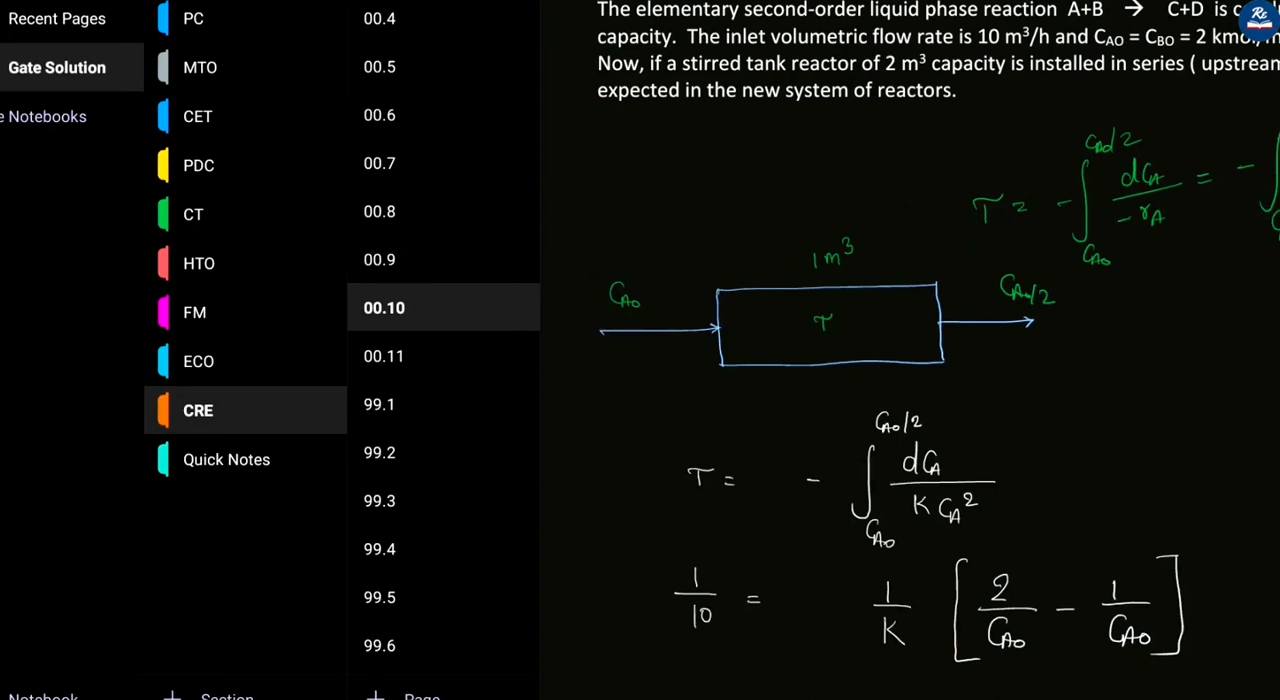 Recent Pages
Gate Solution
e Notebooks
Notebook
PC
MTO
CET
PDC
CT
HTO
FM
ECO
CRE
Quick Notes
+ Section
00.4
00.5
00.6
00.7
00.8
00.9
00.10
00.11
99.1
99.2
99.3
99.4
99.5
99.6
+ Page
The elementary second-order liquid phase reaction A+B → C+D is
capacity. The inlet volumetric flow rate is 10 m³/h and CAO = CBO = 2
Now, if a stirred tank reactor of 2 m³ capacity is installed in series ( upstream
expected in the new system of reactors.
Re
τ = - ∫_{CA0}^{CA0/2} dCA / -rA = - ∫
1 m³
CA0 τ CA0/2
τ = - ∫_{CA0}^{CA0/2} dCA / K CA²
1/10 = 1/K [ 2/CA0 - 1/CA0 ]